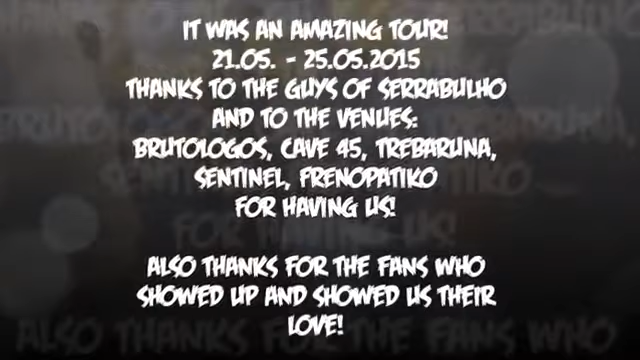 IT WAS AN AMAZING TOUR!
21.05. - 25.05.2015
THANKS TO THE GUYS OF SERRABULHO
AND TO THE VENUES:
BRUTOLOGOS, CAVE 45, TREBARUNA,
SENTINEL, FRENOPATIKO
FOR HAVING US!
ALSO THANKS FOR THE FANS WHO
SHOWED UP AND SHOWED US THEIR
LOVE!